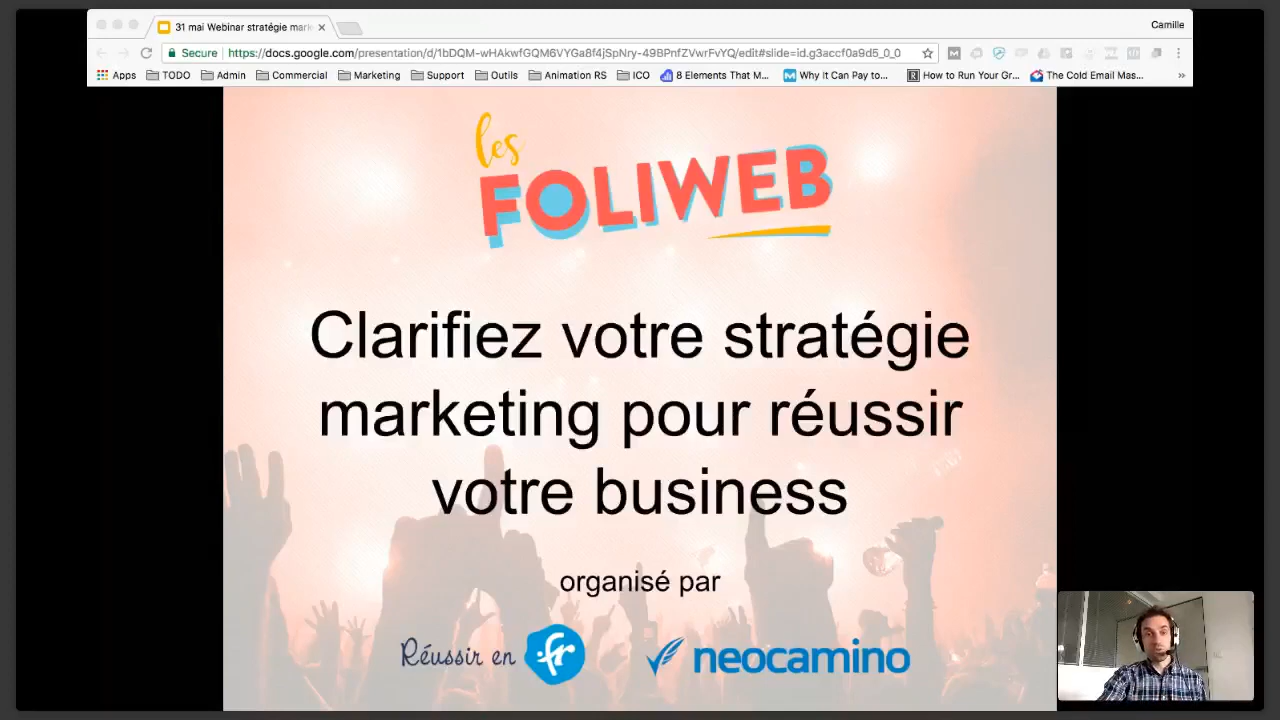 31 mai Webinar stratégie mark
Camille
Secure
https://docs.google.com/presentation/d/1bDQM-wHAkwfGQM6VYGa8f4jSpNry-49BPnfZVwrFvYQ/edit#slide=id.g3accf0a9d5_0_0
Apps TODO Admin Commercial Marketing Support Outils Animation RS ICO 8 Elements That M... Why it Can Pay to... How to Run Your Gr... The Cold Email Mas... »
les
FOLIWEB
Clarifiez votre stratégie
marketing pour réussir
votre business
organisé par
Réussir en .fr neocamino